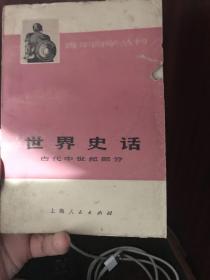 青年自学丛书
世界史话
古代中世纪部分
上海人民出版社